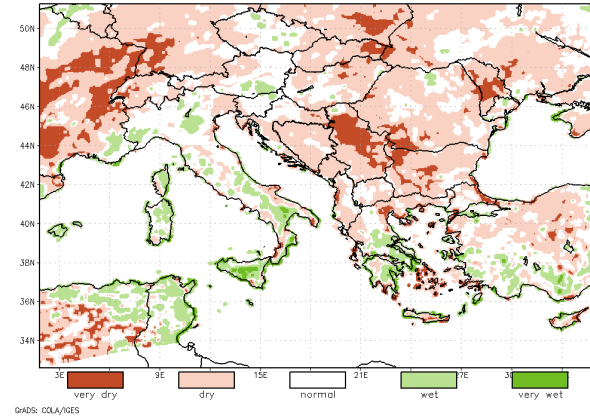 50N
48N
46N
44N
42N
40N
38N
36N
34N
3E 9E 15E 21E 27E
very dry dry normal wet very wet
GrADS: COLA/IGES